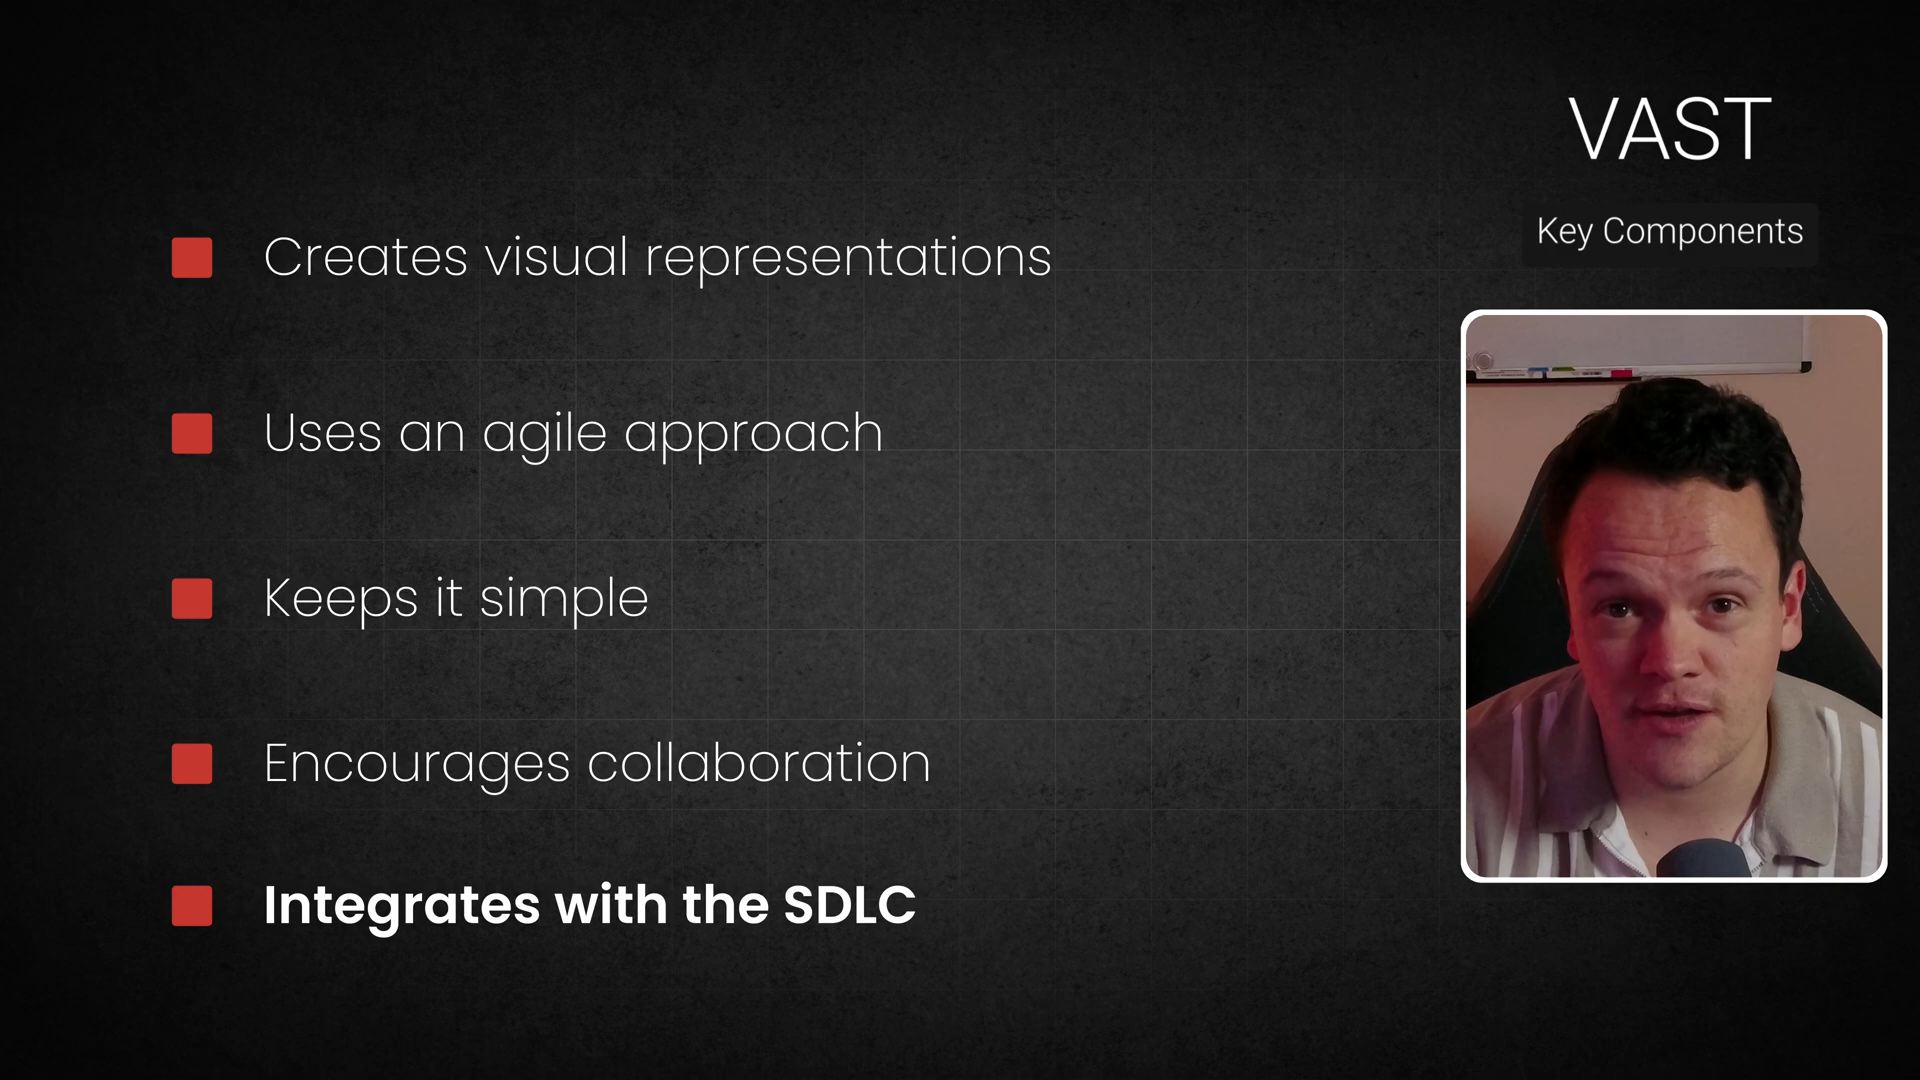 VAST
Key Components
Creates visual representations
Uses an agile approach
Keeps it simple
Encourages collaboration
Integrates with the SDLC